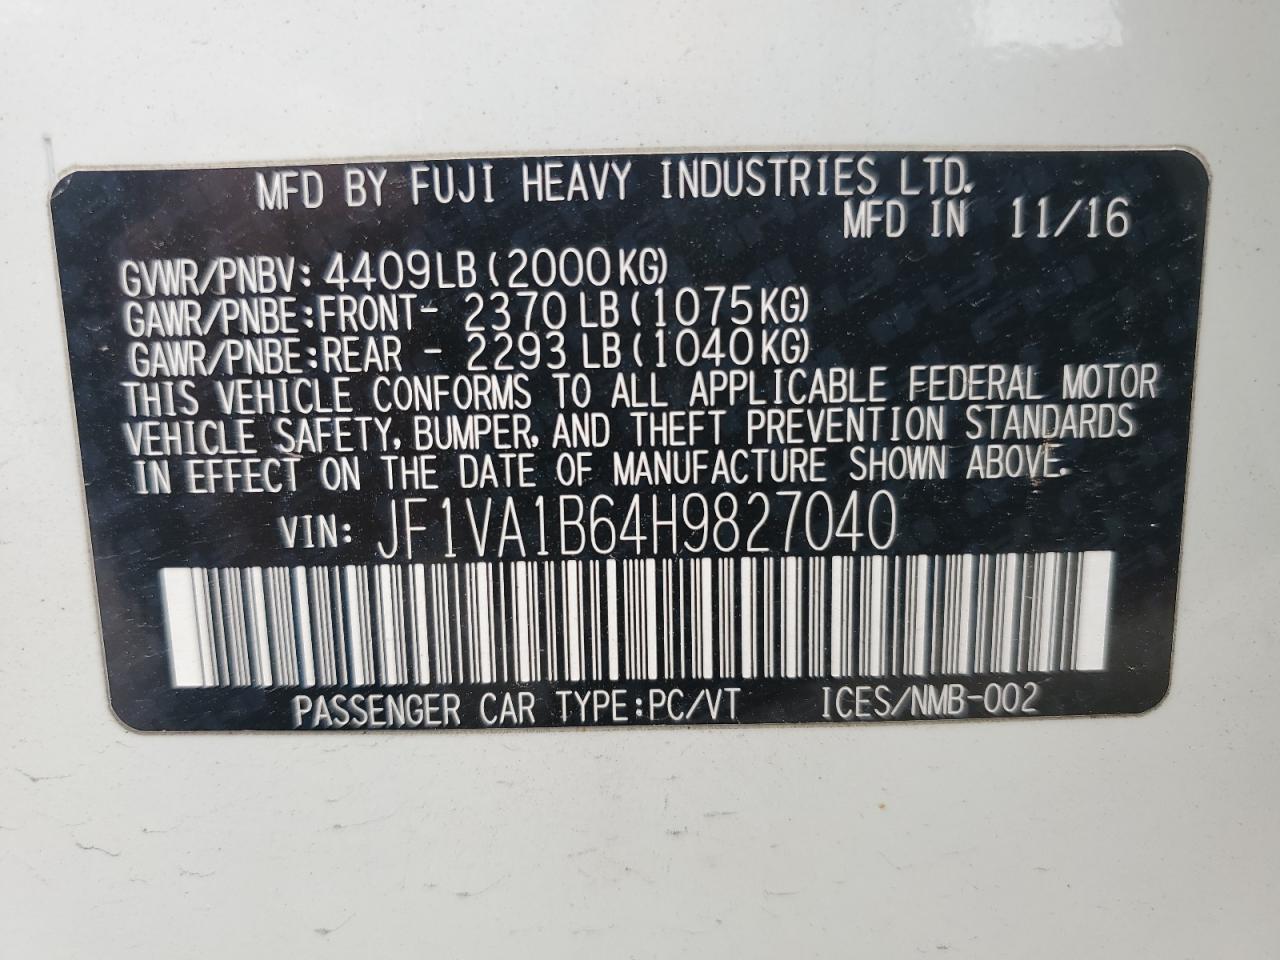 MFD BY FUJI HEAVY INDUSTRIES LTD.
MFD IN 11/16
GVWR/PNBV: 4409LB(2000KG)
GAWR/PNBE:FRONT- 2370 LB(1075KG)
GAWR/PNBE:REAR - 2293 LB(1040KG)
THIS VEHICLE CONFORMS TO ALL APPLICABLE FEDERAL MOTOR
VEHICLE SAFETY, BUMPER, AND THEFT PREVENTION STANDARDS
IN EFFECT ON THE DATE OF MANUFACTURE SHOWN ABOVE.
VIN: JF1VA1B64H9827040
PASSENGER CAR TYPE:PC/VT ICES/NMB-002